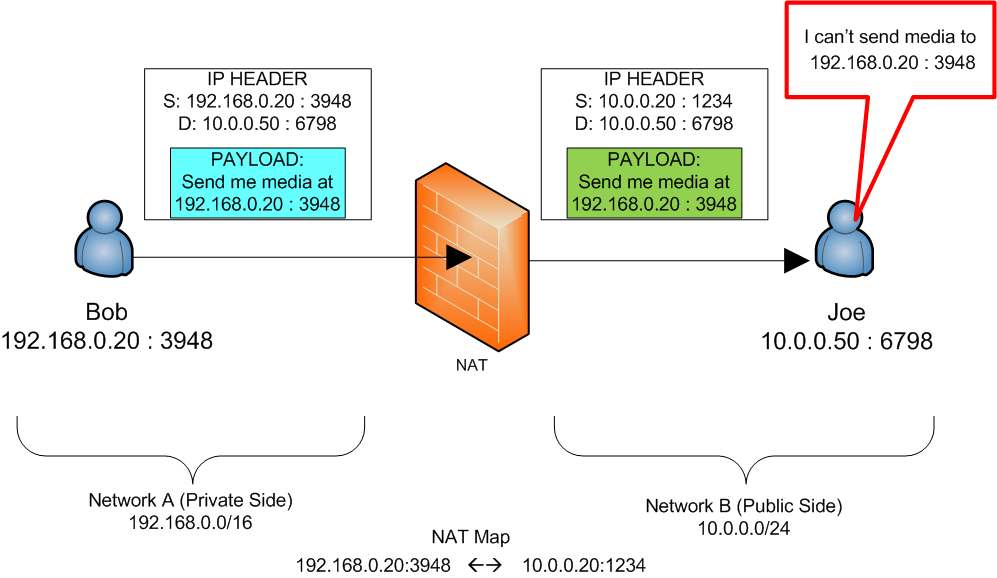 I can't send media to
192.168.0.20 : 3948
IP HEADER
S: 192.168.0.20 : 3948
D: 10.0.0.50 : 6798
PAYLOAD:
Send me media at
192.168.0.20 : 3948
IP HEADER
S: 10.0.0.20 : 1234
D: 10.0.0.50 : 6798
PAYLOAD:
Send me media at
192.168.0.20 : 3948
Bob
192.168.0.20 : 3948
NAT
Joe
10.0.0.50 : 6798
Network A (Private Side)
192.168.0.0/16
Network B (Public Side)
10.0.0.0/24
NAT Map
192.168.0.20:3948 ←→ 10.0.0.20:1234